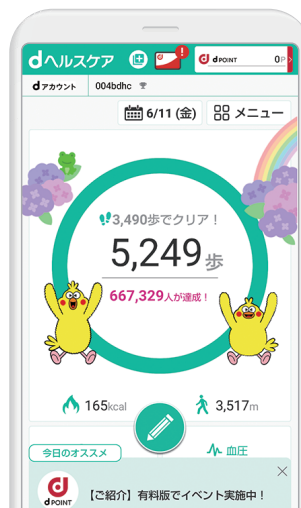 dヘルスケア
d POINT 0P
dアカウント 004bdhc
6/11 (金) メニュー
3,490歩でクリア！
5,249歩
667,329人が達成！
165kcal 3,517m
今日のオススメ 血圧
d POINT
【ご紹介】有料版でイベント実施中！